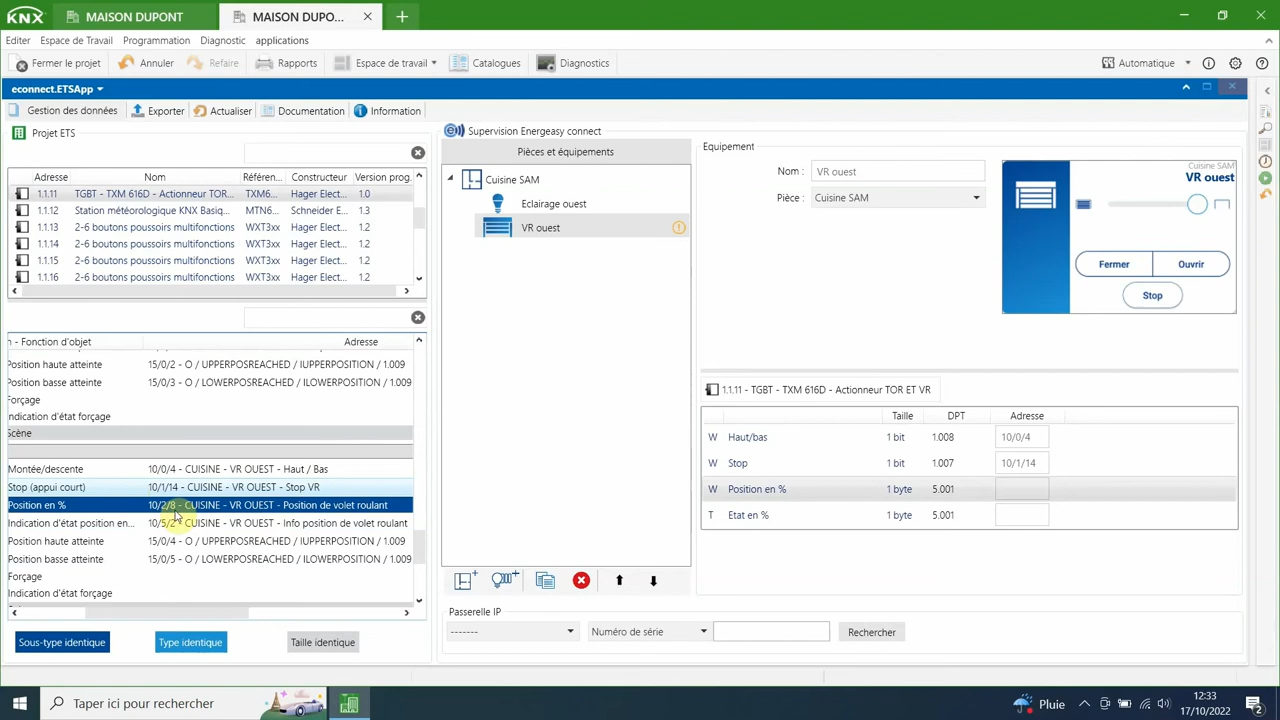 KNX MAISON DUPONT MAISON DUPO...
Editer Espace de Travail Programmation Diagnostic applications
Fermer le projet Annuler Refaire Rapports Espace de travail Catalogues Diagnostics Automatique
econnect.ETSApp
Gestion des données Exporter Actualiser Documentation Information
Projet ETS
Adresse Nom Référen... Constructeur Version prog.
1.1.11 TGBT - TXM 616D - Actionneur TOR... TXM6... Hager Elect... 1.0
1.1.12 Station météorologique KNX Basiq... MTN6... Schneider E... 1.3
1.1.13 2-6 boutons poussoirs multifonctions WXT3xx Hager Elect... 1.2
1.1.14 2-6 boutons poussoirs multifonctions WXT3xx Hager Elect... 1.2
1.1.15 2-6 boutons poussoirs multifonctions WXT3xx Hager Elect... 1.2
1.1.16 2-6 boutons poussoirs multifonctions WXT3xx Hager Elect... 1.2
n - Fonction d'objet Adresse
Position haute atteinte 15/0/2 - O / UPPERPOSREACHED / IUPPERPOSITION / 1.009
Position basse atteinte 15/0/3 - O / LOWERPOSREACHED / ILOWERPOSITION / 1.009
Forçage
Indication d'état forçage
Scène
Montée/descente 10/0/4 - CUISINE - VR OUEST - Haut / Bas
Stop (appui court) 10/1/14 - CUISINE - VR OUEST - Stop VR
Position en % 10/2/8 - CUISINE - VR OUEST - Position de volet roulant
Indication d'état position en... 10/5/2 - CUISINE - VR OUEST - Info position de volet roulant
Position haute atteinte 15/0/4 - O / UPPERPOSREACHED / IUPPERPOSITION / 1.009
Position basse atteinte 15/0/5 - O / LOWERPOSREACHED / ILOWERPOSITION / 1.009
Forçage
Indication d'état forçage
Sous-type identique Type identique Taille identique
Supervision Energeasy connect
Pièces et équipements
Cuisine SAM
Eclairage ouest
VR ouest
Passerelle IP
------- Numéro de série Rechercher
Equipement
Nom : VR ouest
Pièce : Cuisine SAM
Cuisine SAM
VR ouest
Fermer Ouvrir
Stop
1.1.11 - TGBT - TXM 616D - Actionneur TOR ET VR
Taille DPT Adresse
W Haut/bas 1 bit 1.008 10/0/4
W Stop 1 bit 1.007 10/1/14
W Position en % 1 byte 5.001
T Etat en % 1 byte 5.001
Taper ici pour rechercher Pluie 12:33
17/10/2022 2